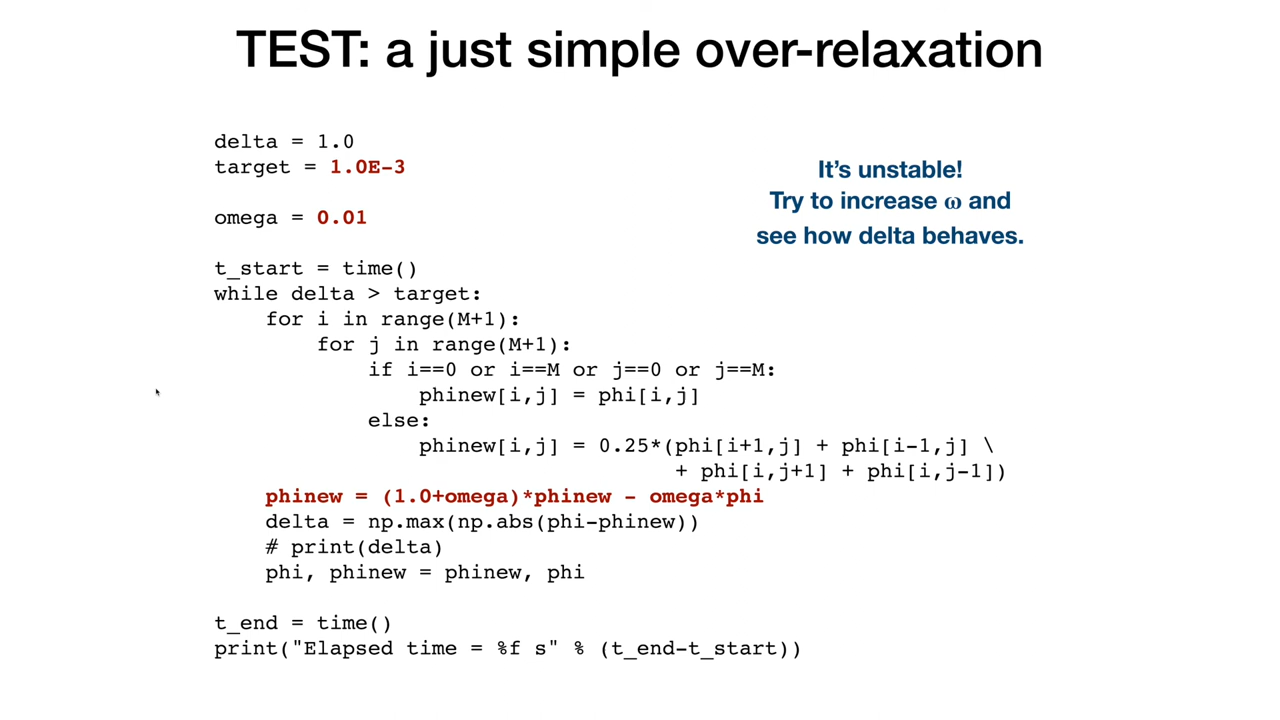 TEST: a just simple over-relaxation
delta = 1.0
target = 1.0E-3
omega = 0.01
It’s unstable!
Try to increase ω and
see how delta behaves.
t_start = time()
while delta > target:
    for i in range(M+1):
        for j in range(M+1):
            if i==0 or i==M or j==0 or j==M:
                phinew[i,j] = phi[i,j]
            else:
                phinew[i,j] = 0.25*(phi[i+1,j] + phi[i-1,j] \
                                    + phi[i,j+1] + phi[i,j-1])
    phinew = (1.0+omega)*phinew - omega*phi
    delta = np.max(np.abs(phi-phinew))
    # print(delta)
    phi, phinew = phinew, phi
t_end = time()
print("Elapsed time = %f s" % (t_end-t_start))